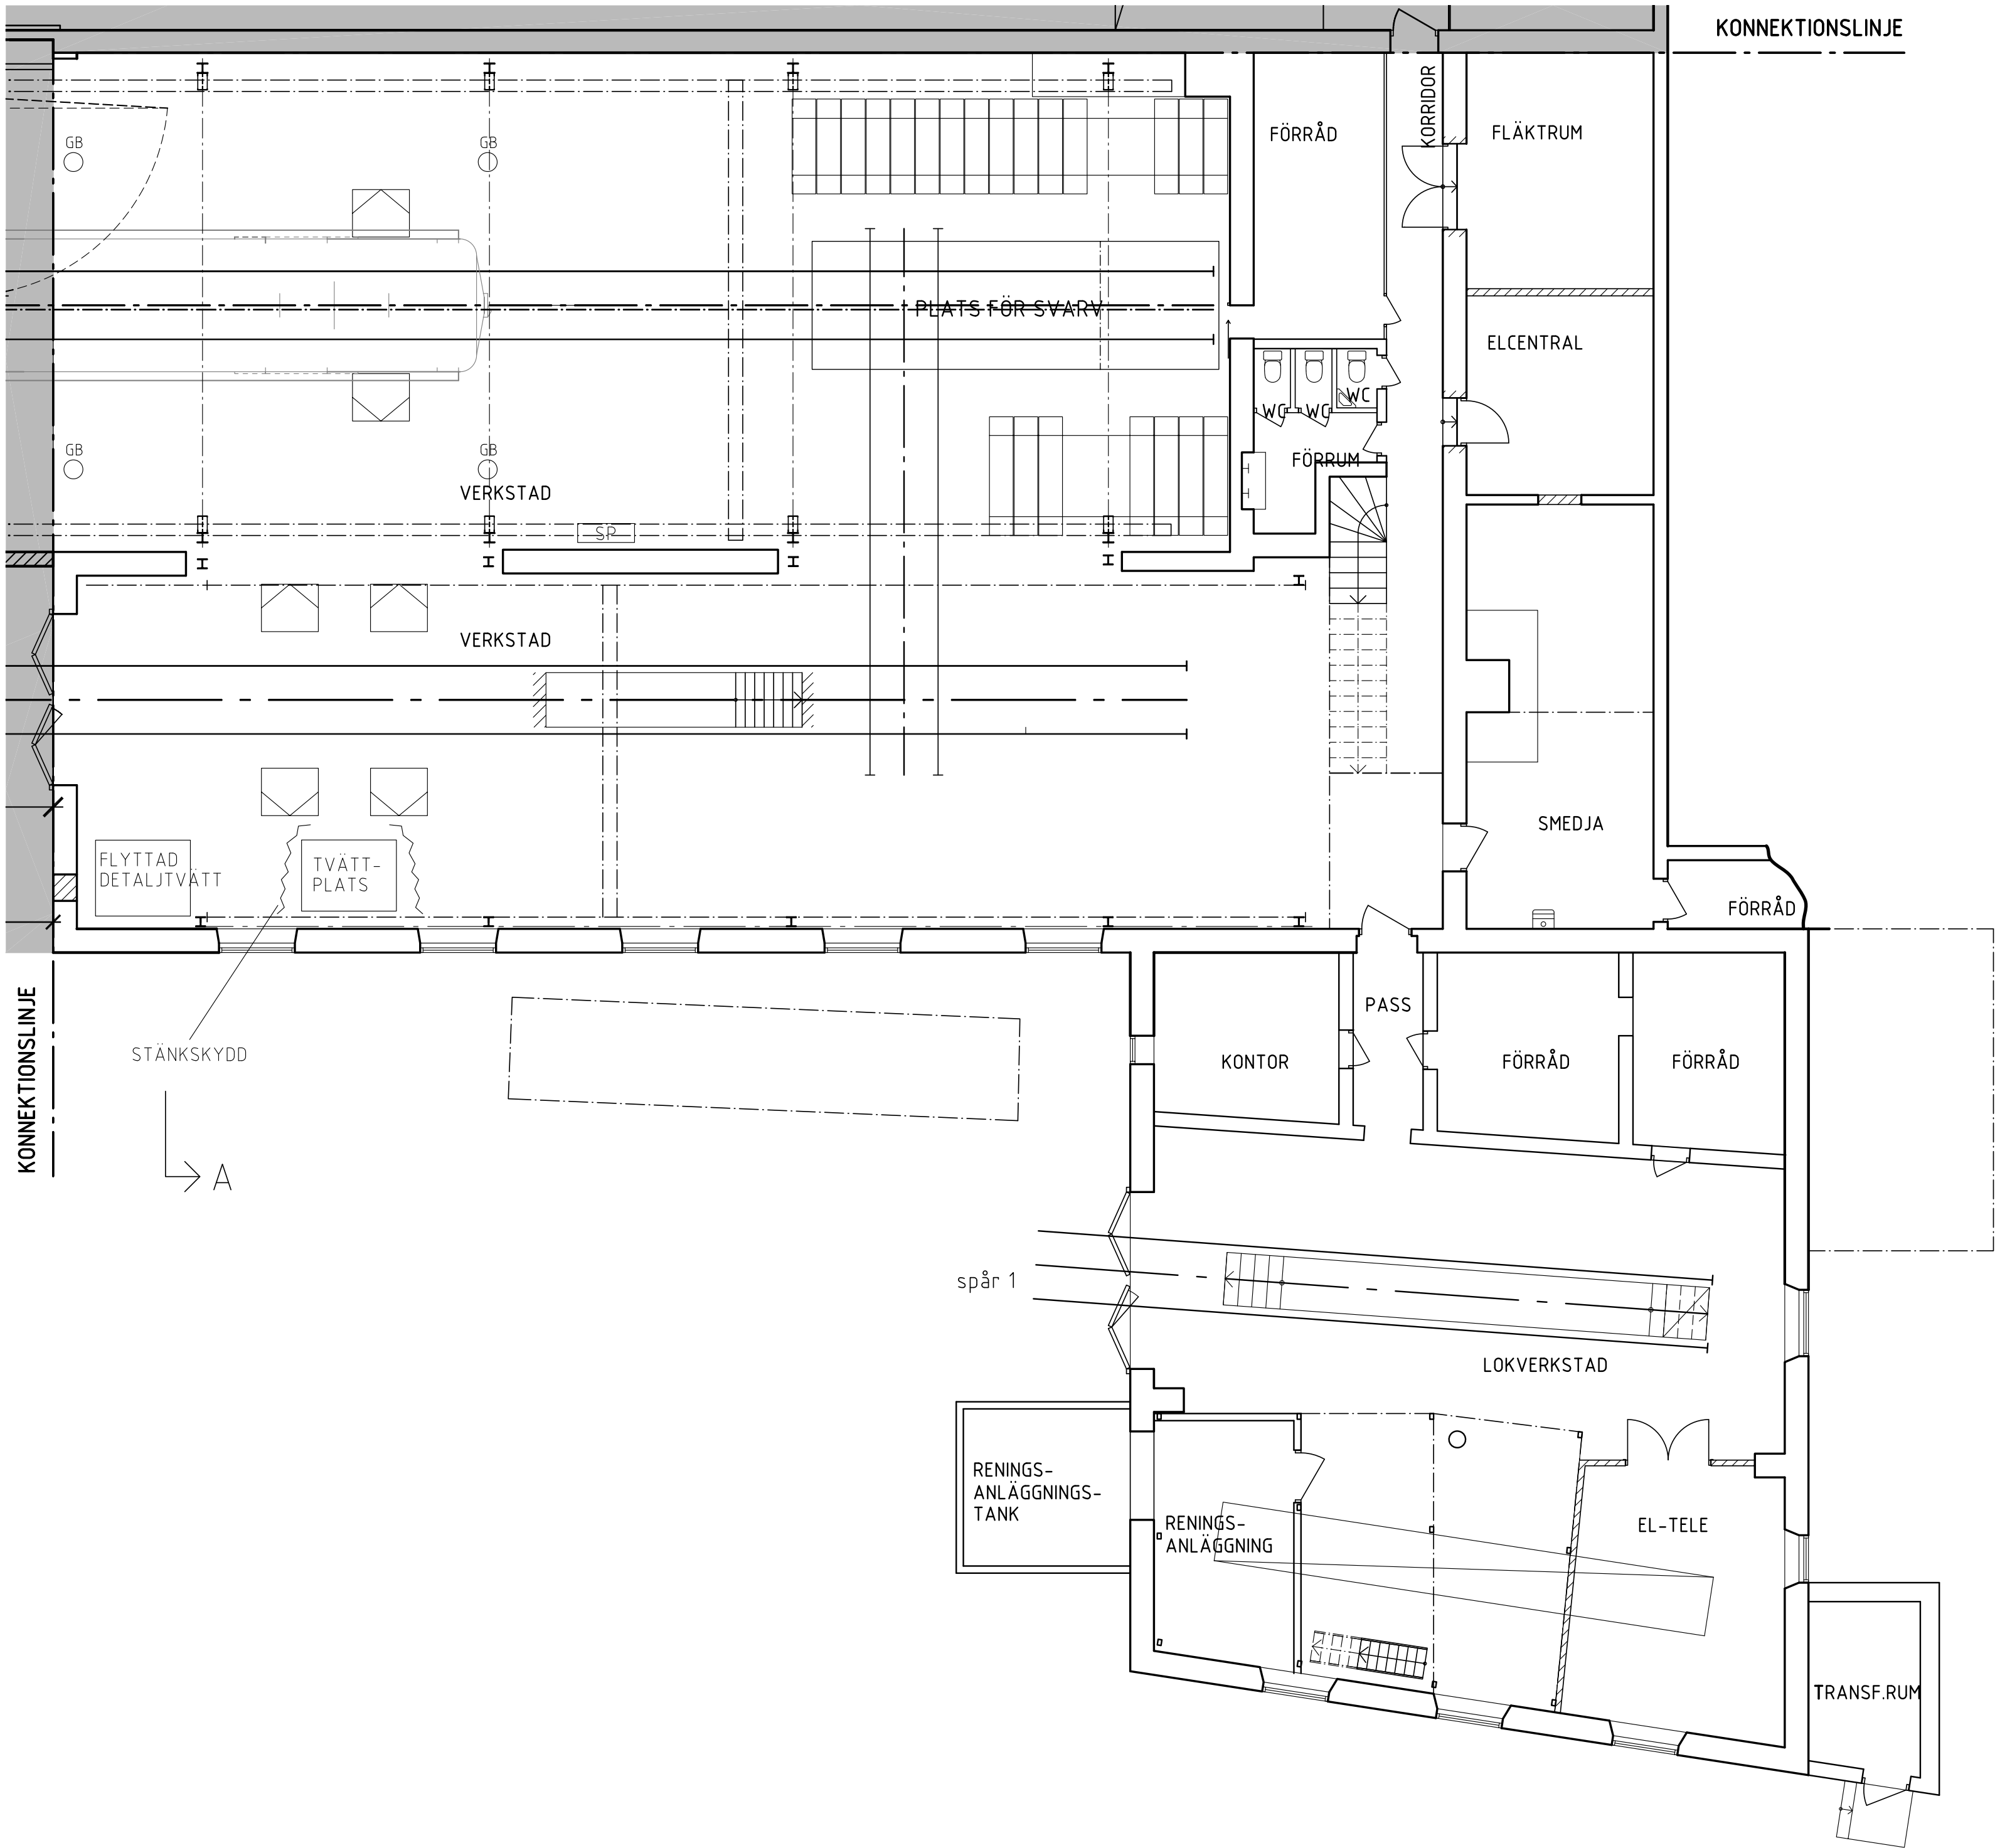 KONNEKTIONSLINJE
KORRIDOR
FÖRRÅD
FLÄKTRUM
GB
GB
PLATS FÖR SVARV
ELCENTRAL
WC
WC
WC
GB
GB
FÖRRUM
VERKSTAD
SP
VERKSTAD
SMEDJA
FLYTTAD
DETALJTVÄTT
TVÄTT-
PLATS
FÖRRÅD
KONNEKTIONSLINJE
STÄNKSKYDD
PASS
KONTOR
FÖRRÅD
FÖRRÅD
A
spår 1
LOKVERKSTAD
RENINGS-
ANLÄGGNINGS-
TANK
RENINGS-
ANLÄGGNING
EL-TELE
TRANSF.RUM